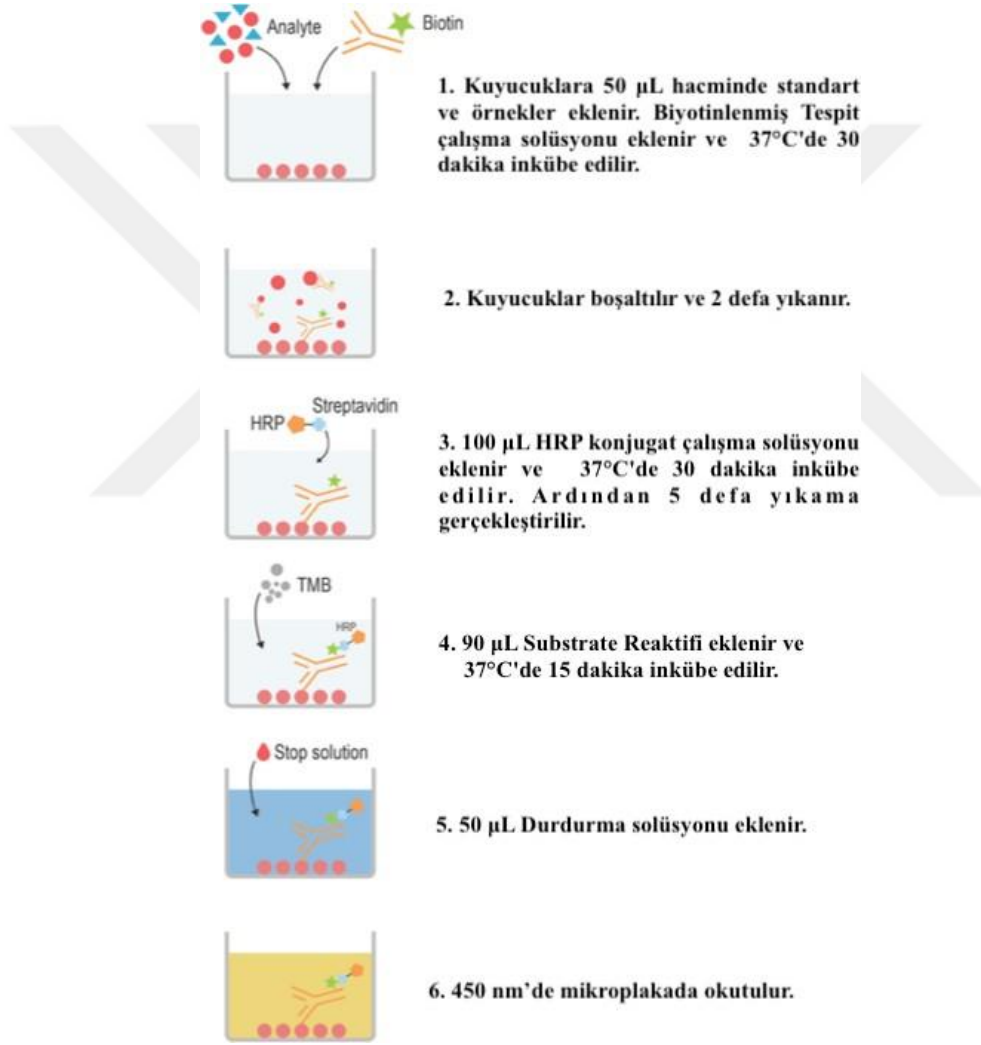 Analyte
Biotin
1. Kuyucuklara 50 µL hacminde standart
ve örnekler eklenir. Biyotinlenmiş Tespit
çalışma solüsyonu eklenir ve 37°C'de 30
dakika inkübe edilir.
2. Kuyucuklar boşaltılır ve 2 defa yıkanır.
Streptavidin
HRP
3. 100 µL HRP konjugat çalışma solüsyonu
eklenir ve 37°C'de 30 dakika inkübe
edilir. Ardından 5 defa yıkama
gerçekleştirilir.
TMB
HRP
4. 90 µL Substrate Reaktifi eklenir ve
37°C'de 15 dakika inkübe edilir.
Stop solution
5. 50 µL Durdurma solüsyonu eklenir.
6. 450 nm’de mikroplakada okutulur.